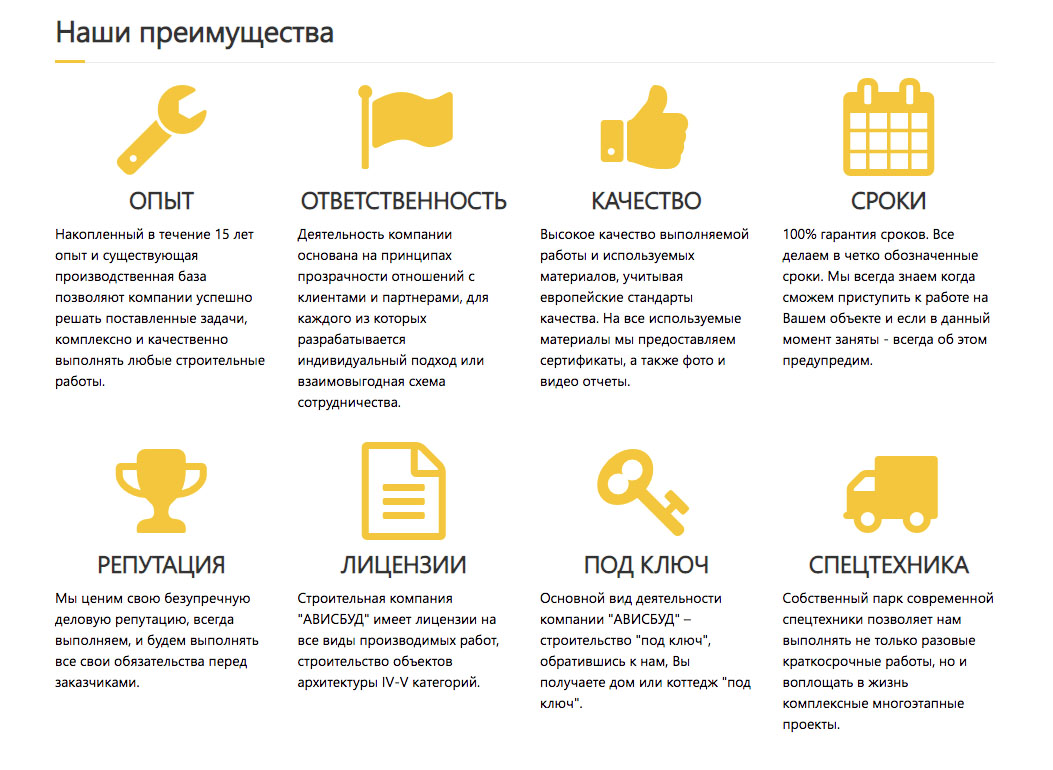 Наши преимущества
ОПЫТ
Накопленный в течение 15 лет
опыт и существующая
производственная база
позволяют компании успешно
решать поставленные задачи,
комплексно и качественно
выполнять любые строительные
работы.
ОТВЕТСТВЕННОСТЬ
Деятельность компании
основана на принципах
прозрачности отношений с
клиентами и партнерами, для
каждого из которых
разрабатывается
индивидуальный подход или
взаимовыгодная схема
сотрудничества.
КАЧЕСТВО
Высокое качество выполняемой
работы и используемых
материалов, учитывая
европейские стандарты
качества. На все используемые
материалы мы предоставляем
сертификаты, а также фото и
видео отчеты.
СРОКИ
100% гарантия сроков. Все
делаем в четко обозначенные
сроки. Мы всегда знаем когда
сможем приступить к работе на
Вашем объекте и если в данный
момент заняты - всегда об этом
предупредим.
РЕПУТАЦИЯ
Мы ценим свою безупречную
деловую репутацию, всегда
выполняем, и будем выполнять
все свои обязательства перед
заказчиками.
ЛИЦЕНЗИИ
Строительная компания
"АВИСБУД" имеет лицензии на
все виды производимых работ,
строительство объектов
архитектуры IV-V категорий.
ПОД КЛЮЧ
Основной вид деятельности
компании "АВИСБУД" –
строительство "под ключ",
обратившись к нам, Вы
получаете дом или коттедж "под
ключ".
СПЕЦТЕХНИКА
Собственный парк современной
спецтехники позволяет нам
выполнять не только разовые
краткосрочные работы, но и
воплощать в жизнь
комплексные многоэтапные
проекты.